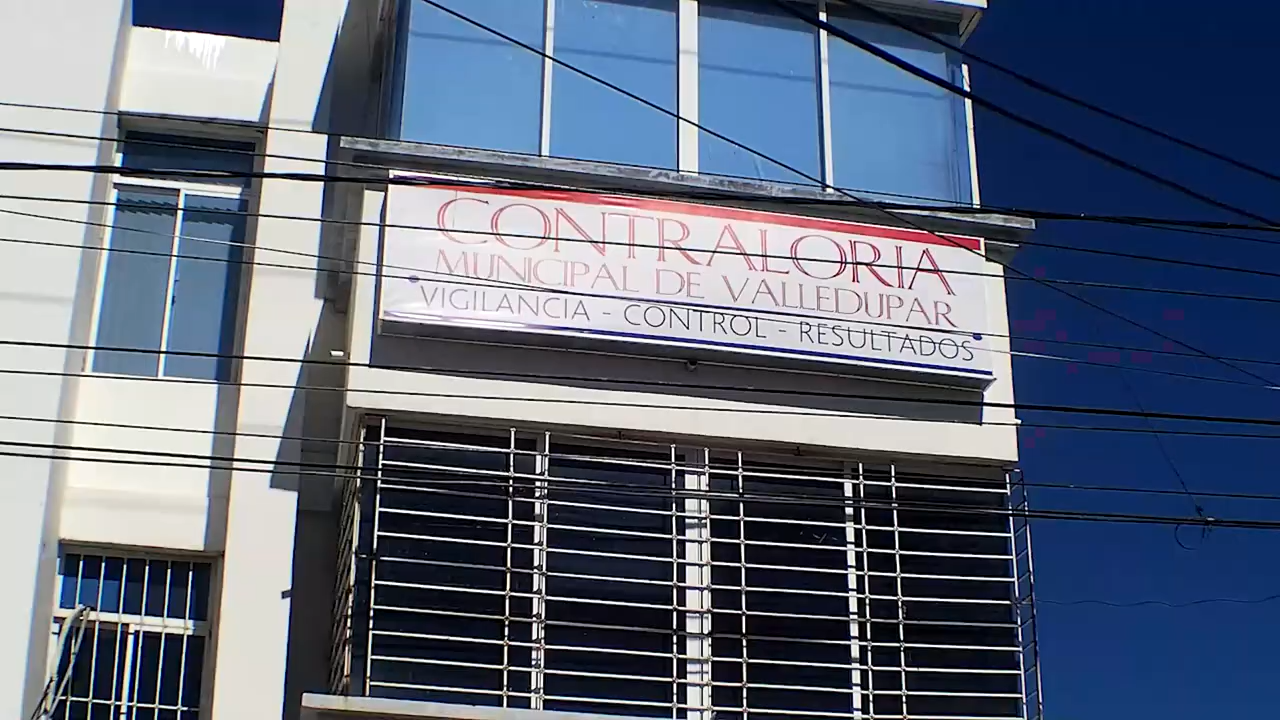 CONTRALORIA
MUNICIPAL DE VALLEDUPAR
VIGILANCIA - CONTROL - RESULTADOS